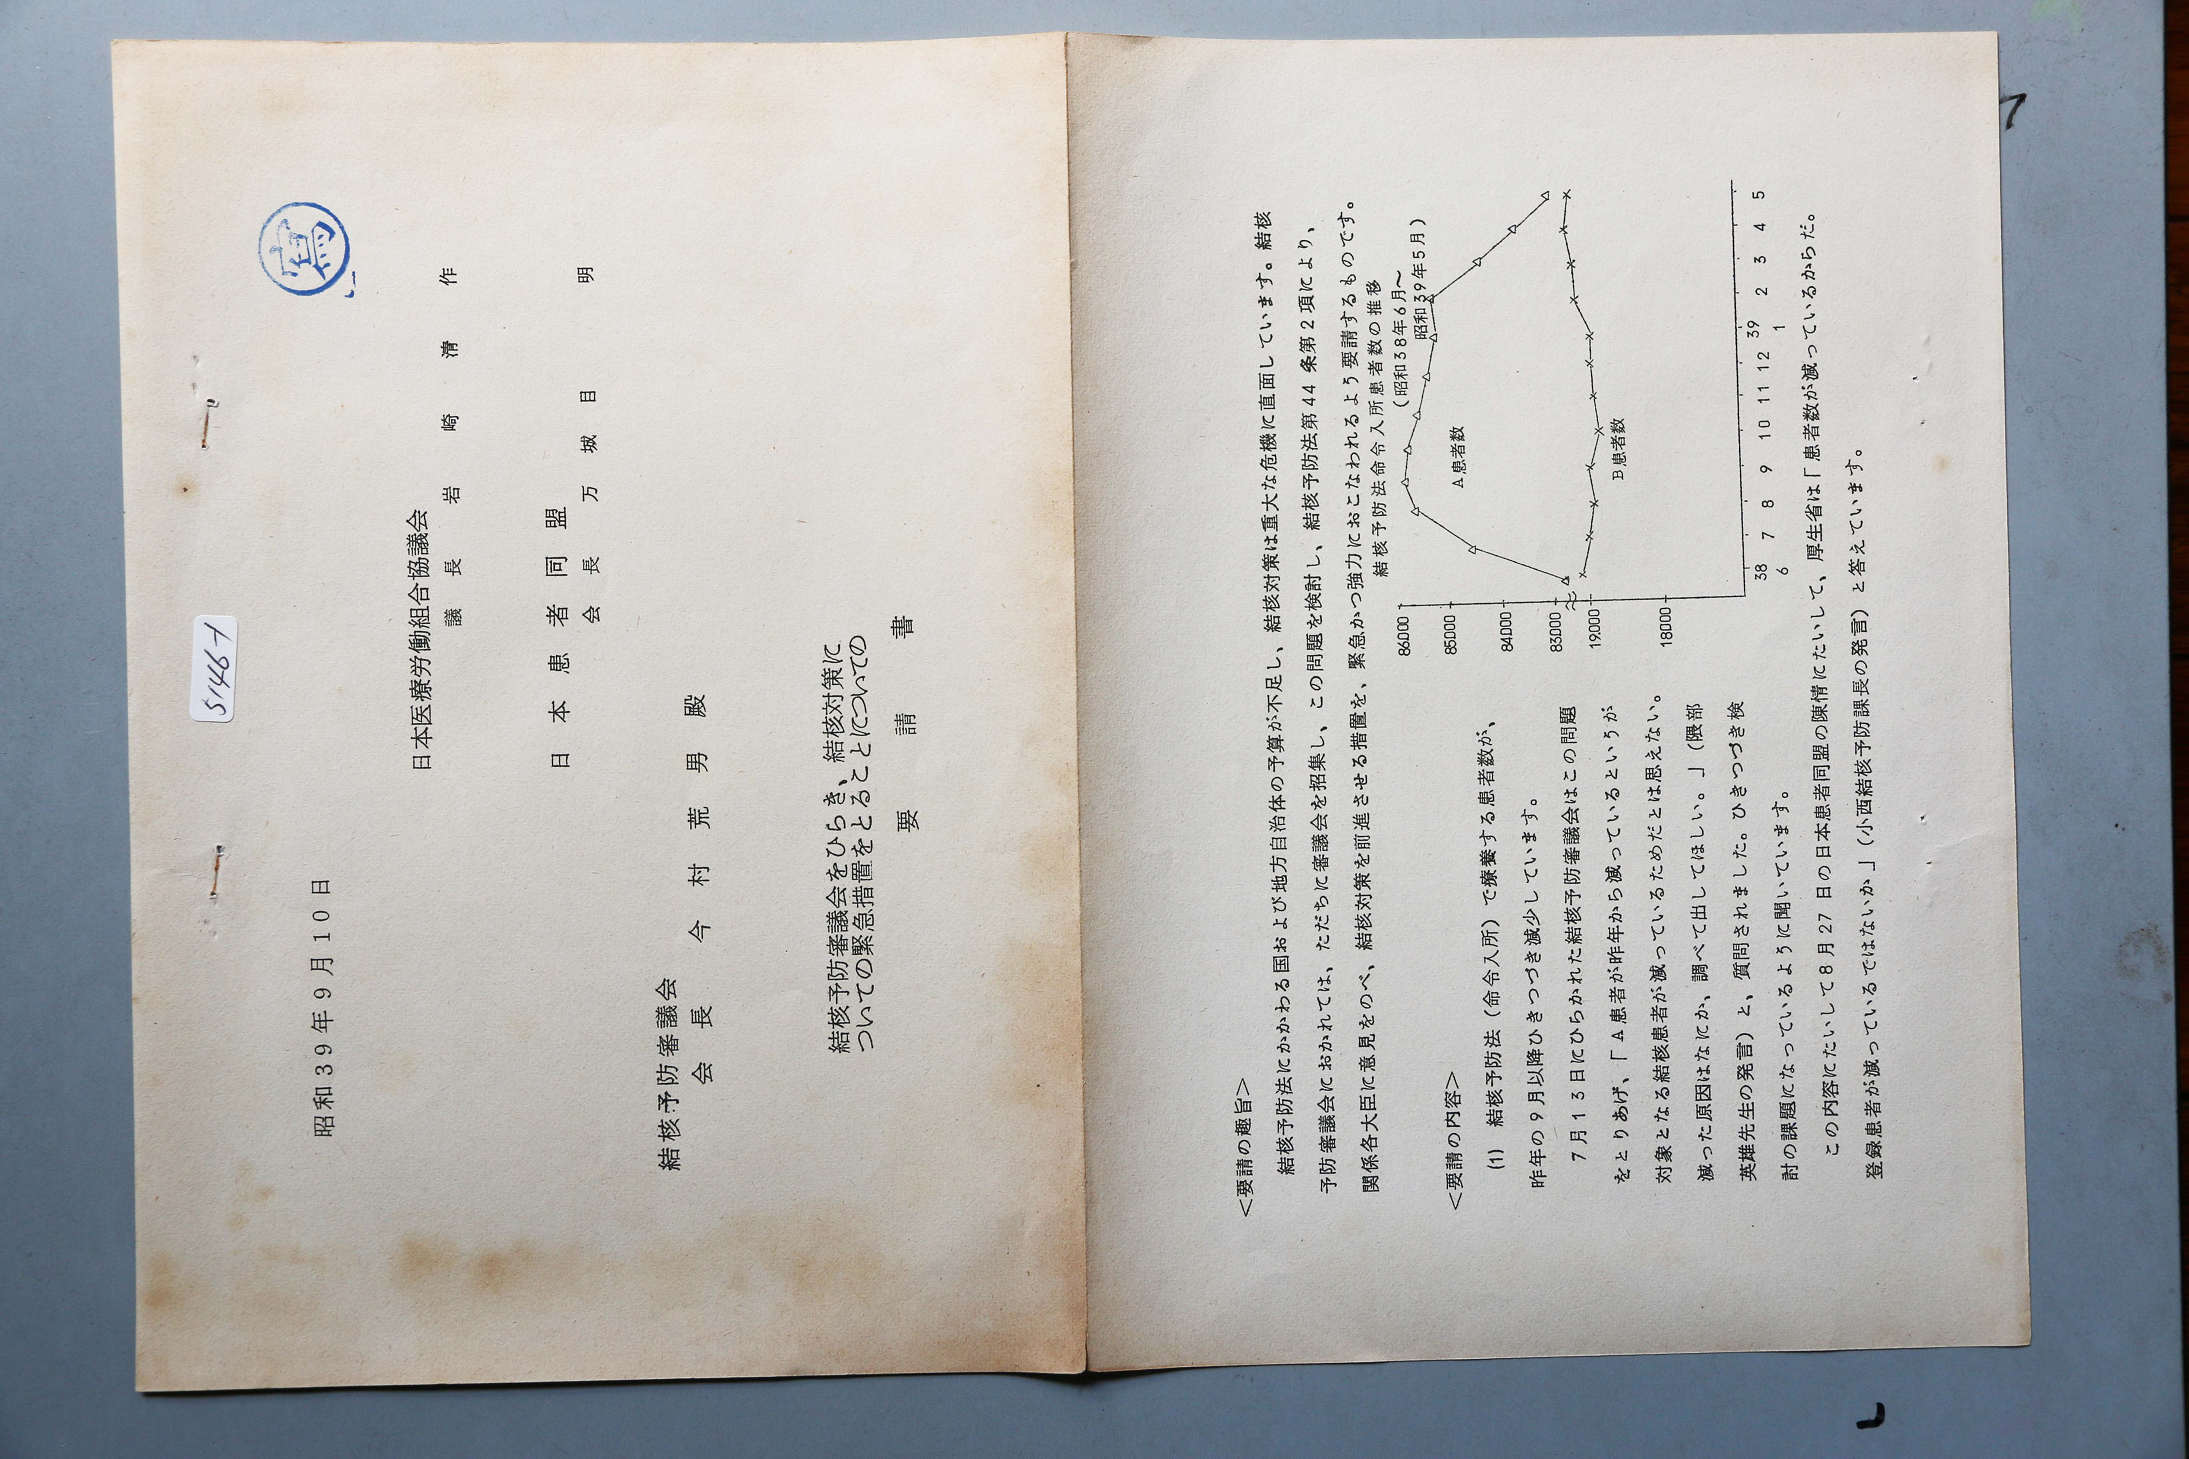 寫
5146-1
昭和39年9月10日
日本医療労働組合協議会
議長 岩崎清作
日本患者同盟
会長 万城目明
結核予防審議会
会長 今村荒男殿
結核予防審議会をひらき、結核対策に
ついての緊急措置をとることについての
要請書
<要請の趣旨>
結核予防法にかかわる国および地方自治体の予算が不足し、結核対策は重大な危機に直面しています。結核
予防審議会におかれては、ただちに審議会を招集し、この問題を検討し、結核予防法第44条第2項により、
関係各大臣に意見をのべ、結核対策を前進させる措置を、緊急かつ強力におこなわれるよう要請するものです。
<要請の内容>
(1) 結核予防法(命令入所)で療養する患者数が、
昨年の9月以降ひきつづき減少しています。
7月13日にひらかれた結核予防審議会はこの問題
をとりあげ、「A患者が昨年から減っているというが
対象となる結核患者が減っているためだとは思えない。
減った原因はなにか、調べて出してほしい。」(隈部
英雄先生の発言)と、質問されました。ひきつづき検
討の課題になっているように聞いています。
結核予防法命令入所患者数の推移
(昭和38年6月〜
昭和39年5月)
86,000
85,000
84,000
83,000
19,000
18,000
A患者数
B患者数
38 39
6 7 8 9 10 11 12 1 2 3 4 5
この内容にたいして8月27日の日本患者同盟の陳情にたいして、厚生省は「患者数が減っているからだ。
登録患者が減っているではないか」(小西結核予防課長の発言)と答えています。